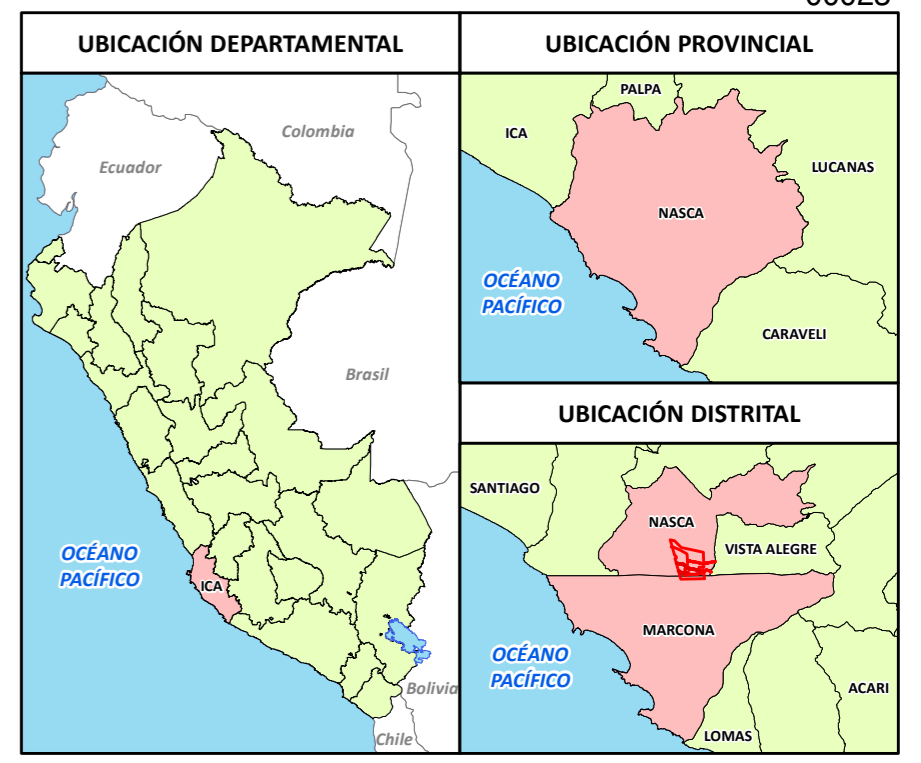 UBICACIÓN DEPARTAMENTAL
Colombia
Ecuador
Brasil
OCÉANO
PACÍFICO
ICA
Bolivia
Chile
UBICACIÓN PROVINCIAL
PALPA
ICA
LUCANAS
NASCA
OCÉANO
PACÍFICO
CARAVELI
UBICACIÓN DISTRITAL
SANTIAGO
NASCA
VISTA ALEGRE
MARCONA
OCÉANO
PACÍFICO
ACARI
LOMAS